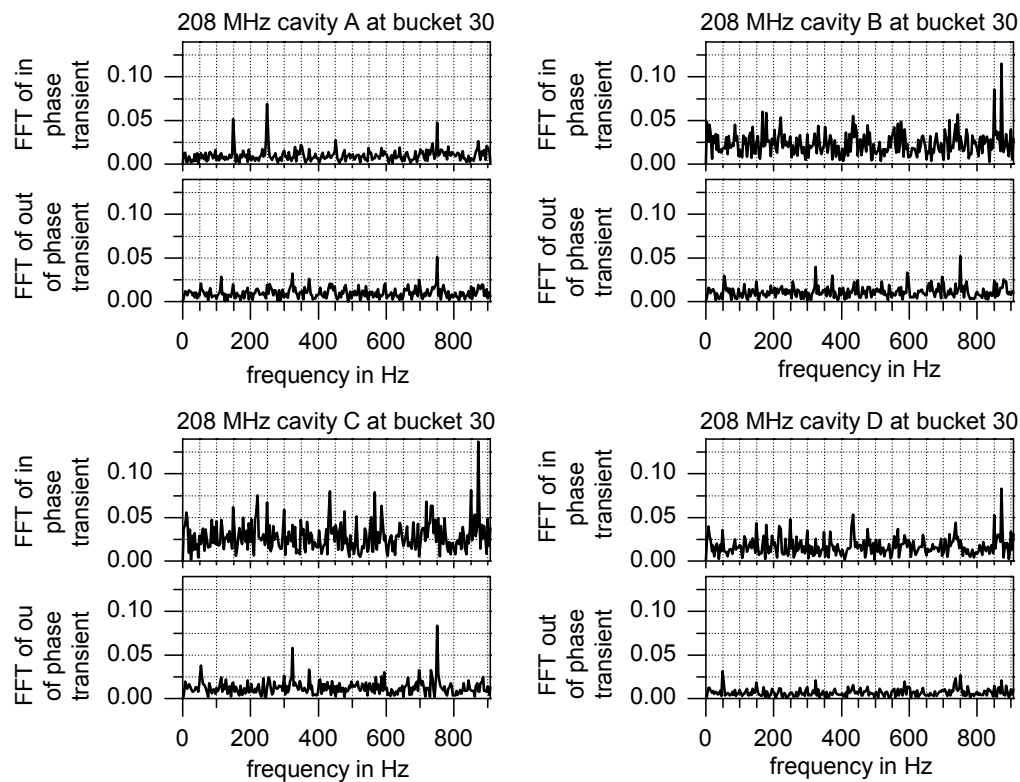 208 MHz cavity A at bucket 30
FFT of in
phase
transient
0.10
0.05
0.00
FFT of out
of phase
transient
0.10
0.05
0.00
0 200 400 600 800
frequency in Hz
208 MHz cavity B at bucket 30
FFT of in
phase
transient
0.10
0.05
0.00
FFT of out
of phase
transient
0.10
0.05
0.00
0 200 400 600 800
frequency in Hz
208 MHz cavity C at bucket 30
FFT of in
phase
transient
0.10
0.05
0.00
FFT of ou
of phase
transient
0.10
0.05
0.00
0 200 400 600 800
frequency in Hz
208 MHz cavity D at bucket 30
FFT of in
phase
transient
0.10
0.05
0.00
FFT out
of phase
transient
0.10
0.05
0.00
0 200 400 600 800
frequency in Hz